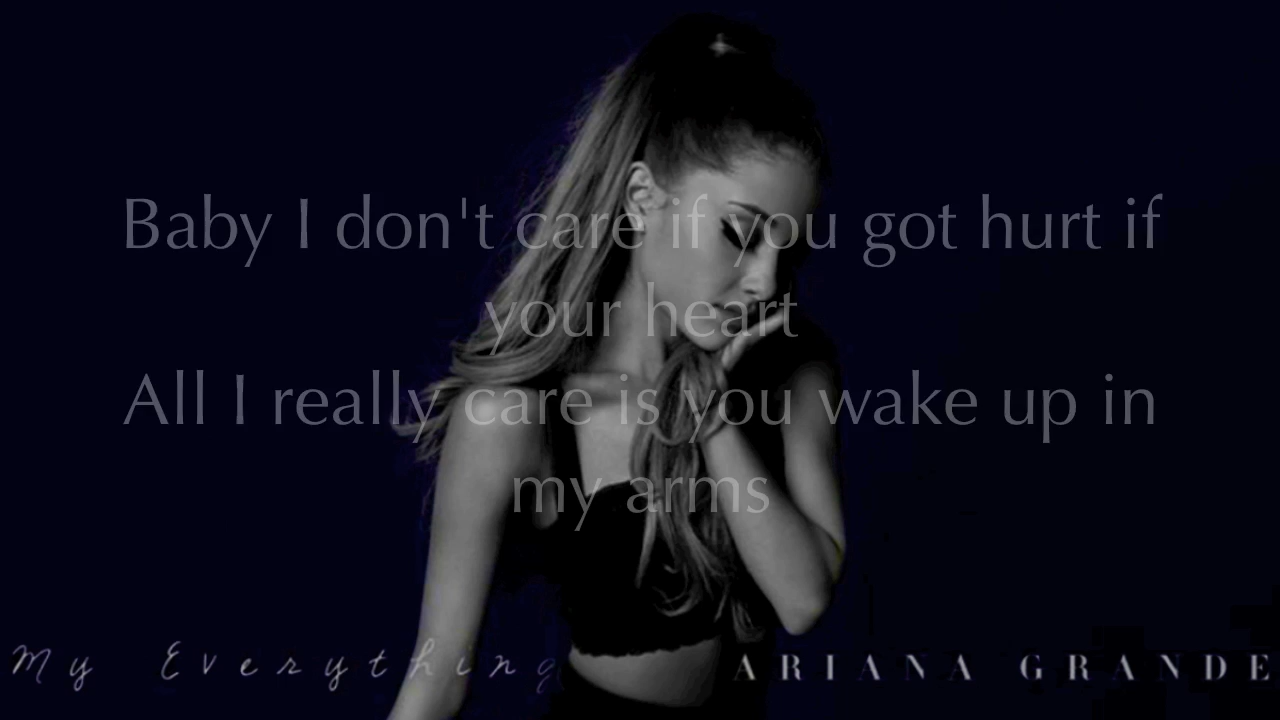 Baby I don't care if you got hurt if
your heart
All I really care is you wake up in
my arms
My Everything ARIANA GRANDE